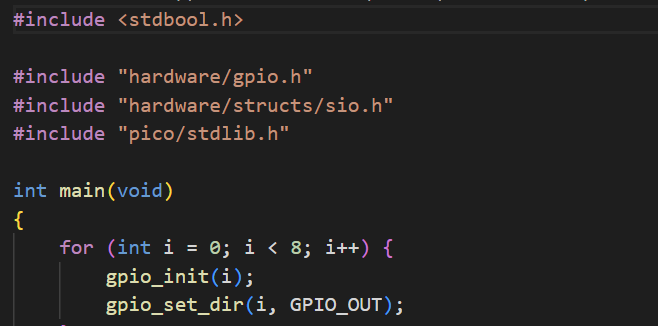 #include <stdbool.h>
#include "hardware/gpio.h"
#include "hardware/structs/sio.h"
#include "pico/stdlib.h"
int main(void)
{
for (int i = 0; i < 8; i++) {
gpio_init(i);
gpio_set_dir(i, GPIO_OUT);